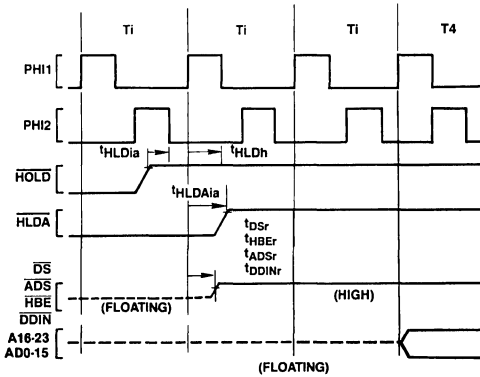 Ti Ti Ti T4
PHI1
PHI2
tHLDia tHLDh
HOLD
tHLDAia
HLDA
tDSr
tHBEr
tADSr
tDDINr
DS
ADS
HBE
DDIN
(FLOATING) (HIGH)
A16-23
AD0-15
(FLOATING)